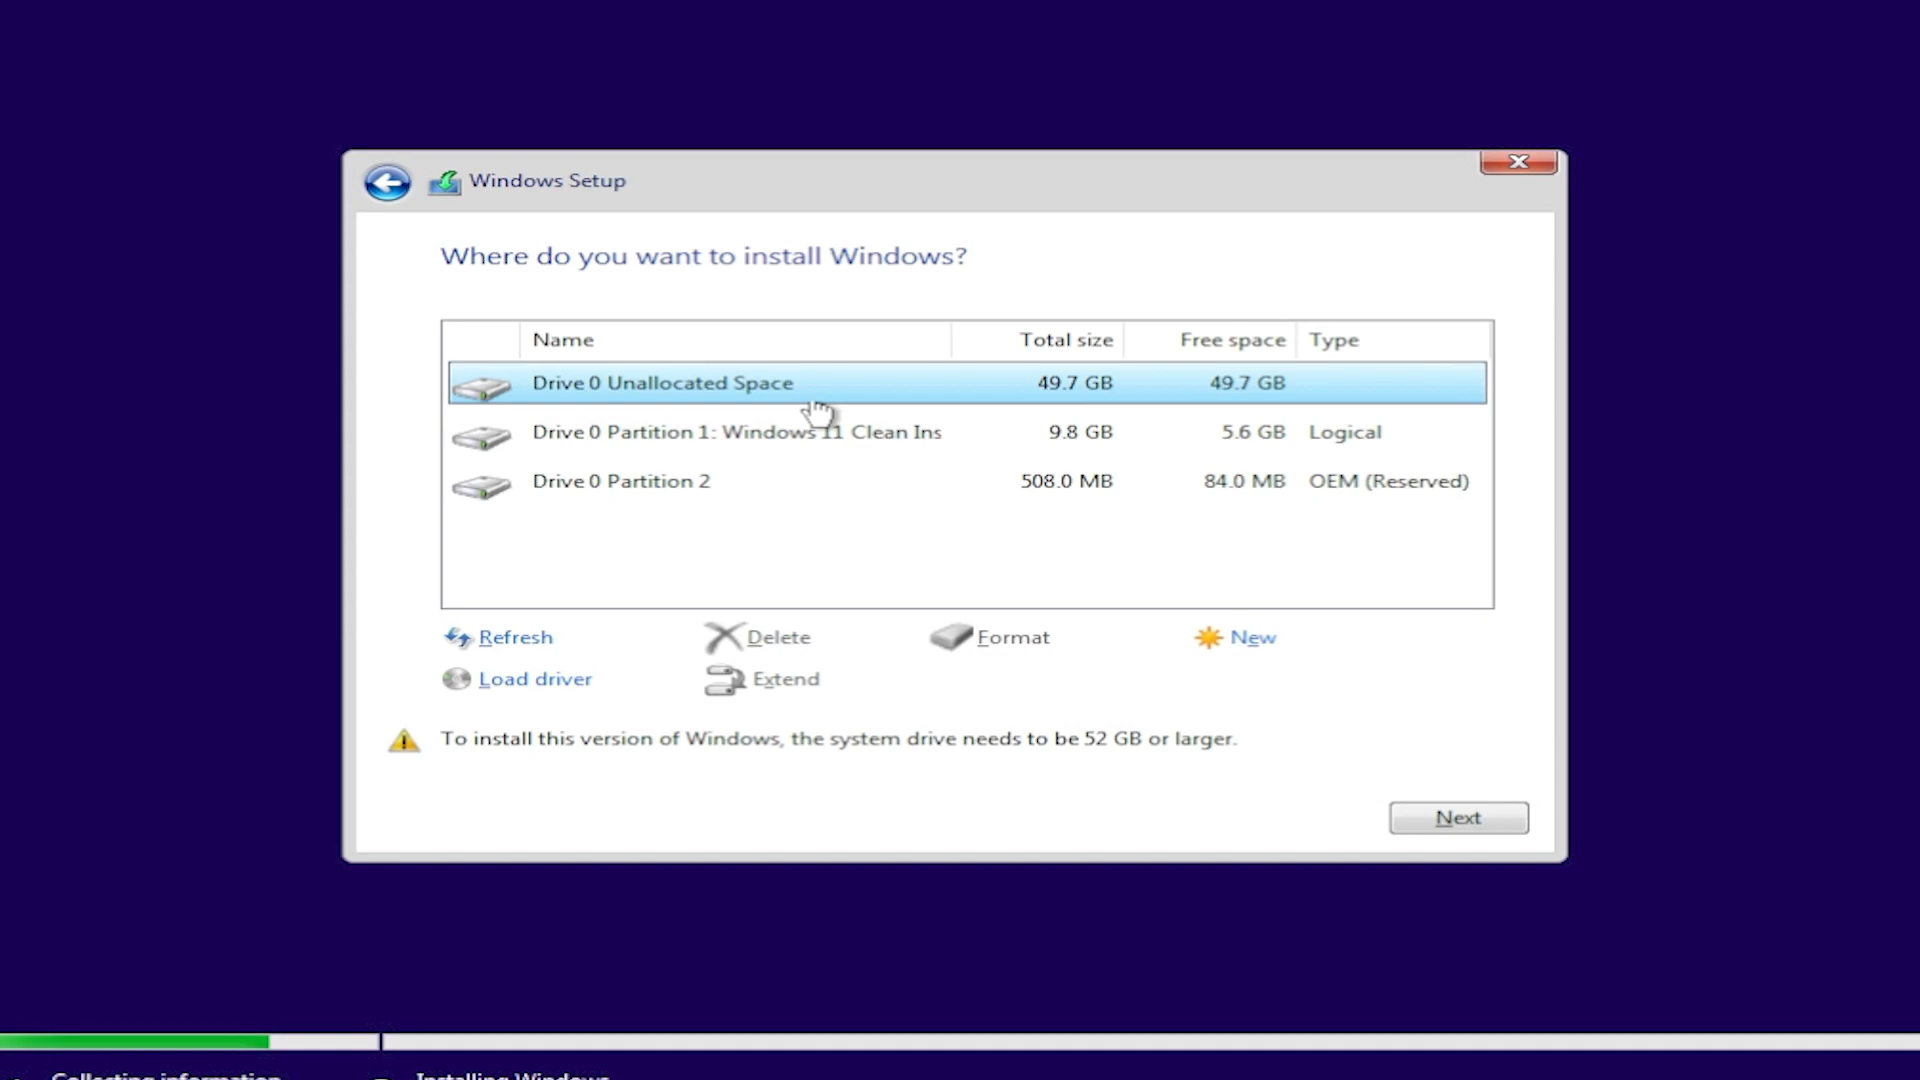 Windows Setup
Where do you want to install Windows?
Name Total size Free space Type
Drive 0 Unallocated Space 49.7 GB 49.7 GB
Drive 0 Partition 1: Windows 11 Clean Ins 9.8 GB 5.6 GB Logical
Drive 0 Partition 2 508.0 MB 84.0 MB OEM (Reserved)
Refresh Delete Format New
Load driver Extend
To install this version of Windows, the system drive needs to be 52 GB or larger.
Next
Collecting information Installing Windows